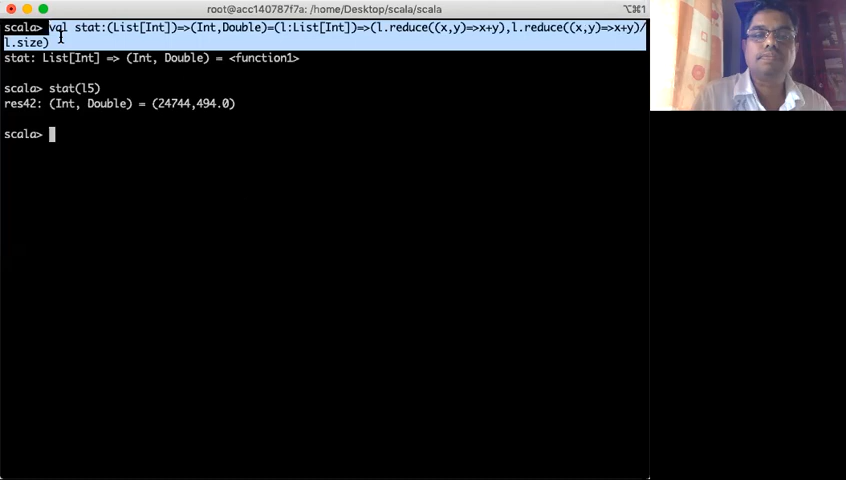 root@acc140787f7a: /home/Desktop/scala/scala
⌥⌘1
scala> val stat:(List[Int])=>(Int,Double)=(l:List[Int])=>(l.reduce((x,y)=>x+y),l.reduce((x,y)=>x+y)/
l.size)
stat: List[Int] => (Int, Double) = <function1>
scala> stat(l5)
res42: (Int, Double) = (24744,494.0)
scala>